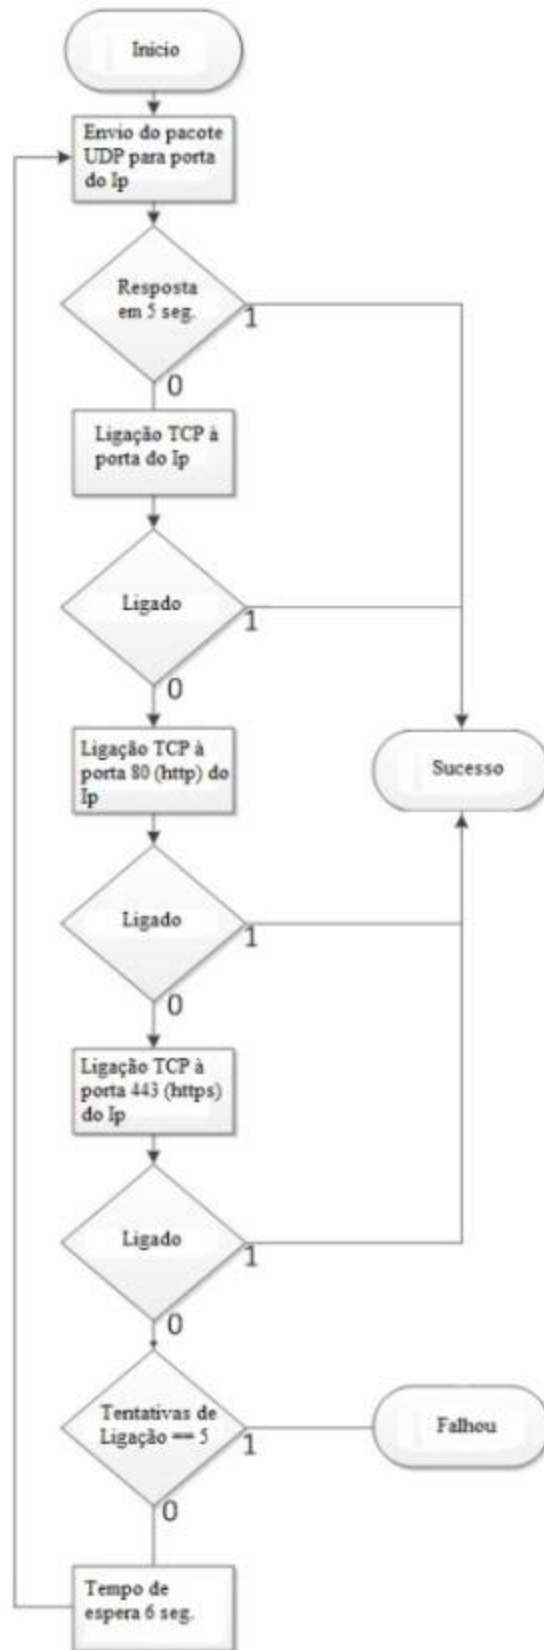 Inicio
Envio do pacote
UDP para porta
do Ip
Resposta
em 5 seg.
1
0
Ligação TCP à
porta do Ip
Ligado
1
0
Ligação TCP à
porta 80 (http) do
Ip
Sucesso
Ligado
1
0
Ligação TCP à
porta 443 (https)
do Ip
Ligado
1
0
Tentativas de
Ligação == 5
1
Falhou
0
Tempo de
espera 6 seg.